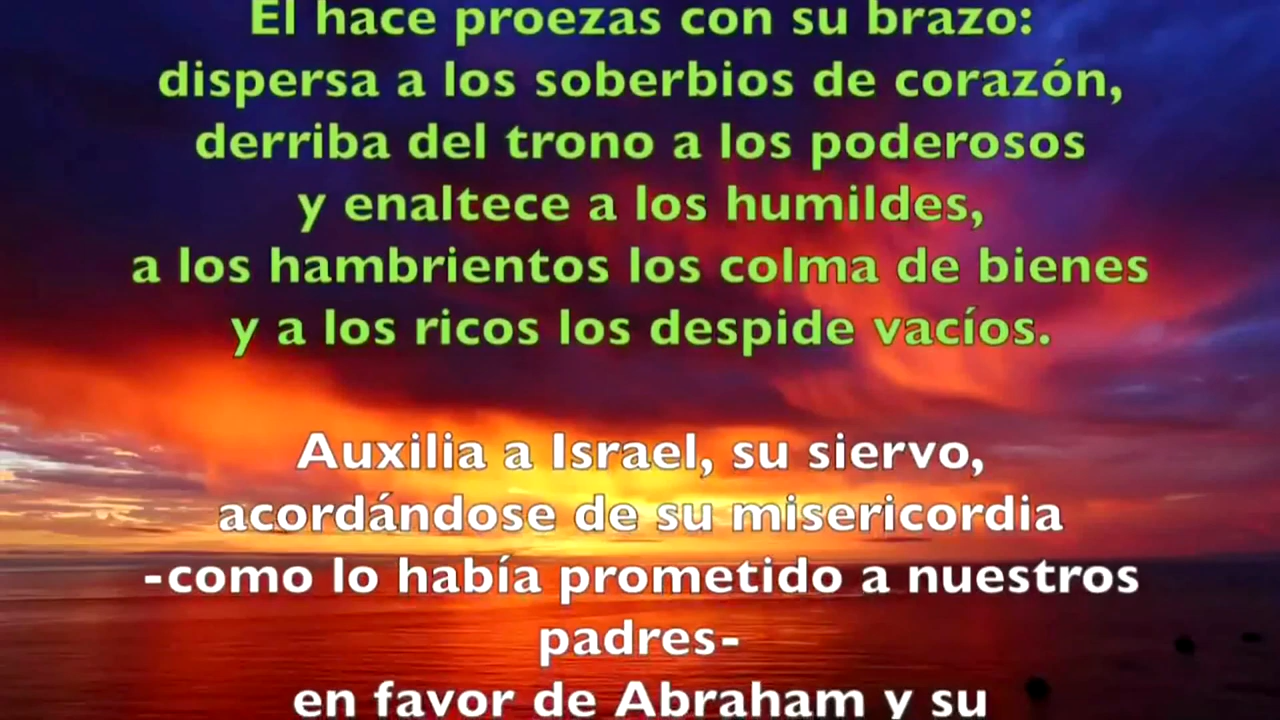 El hace proezas con su brazo:
dispersa a los soberbios de corazón,
derriba del trono a los poderosos
y enaltece a los humildes,
a los hambrientos los colma de bienes
y a los ricos los despide vacíos.
Auxilia a Israel, su siervo,
acordándose de su misericordia
-como lo había prometido a nuestros
padres-
en favor de Abraham y su